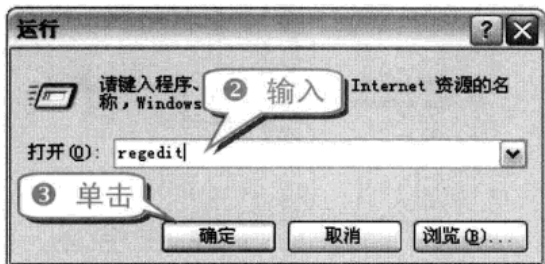 运行
请键入程序、
❷ 输入
Internet 资源的名
称，Windows
打开(O): regedit
❸ 单击
确定 取消 浏览(B)...